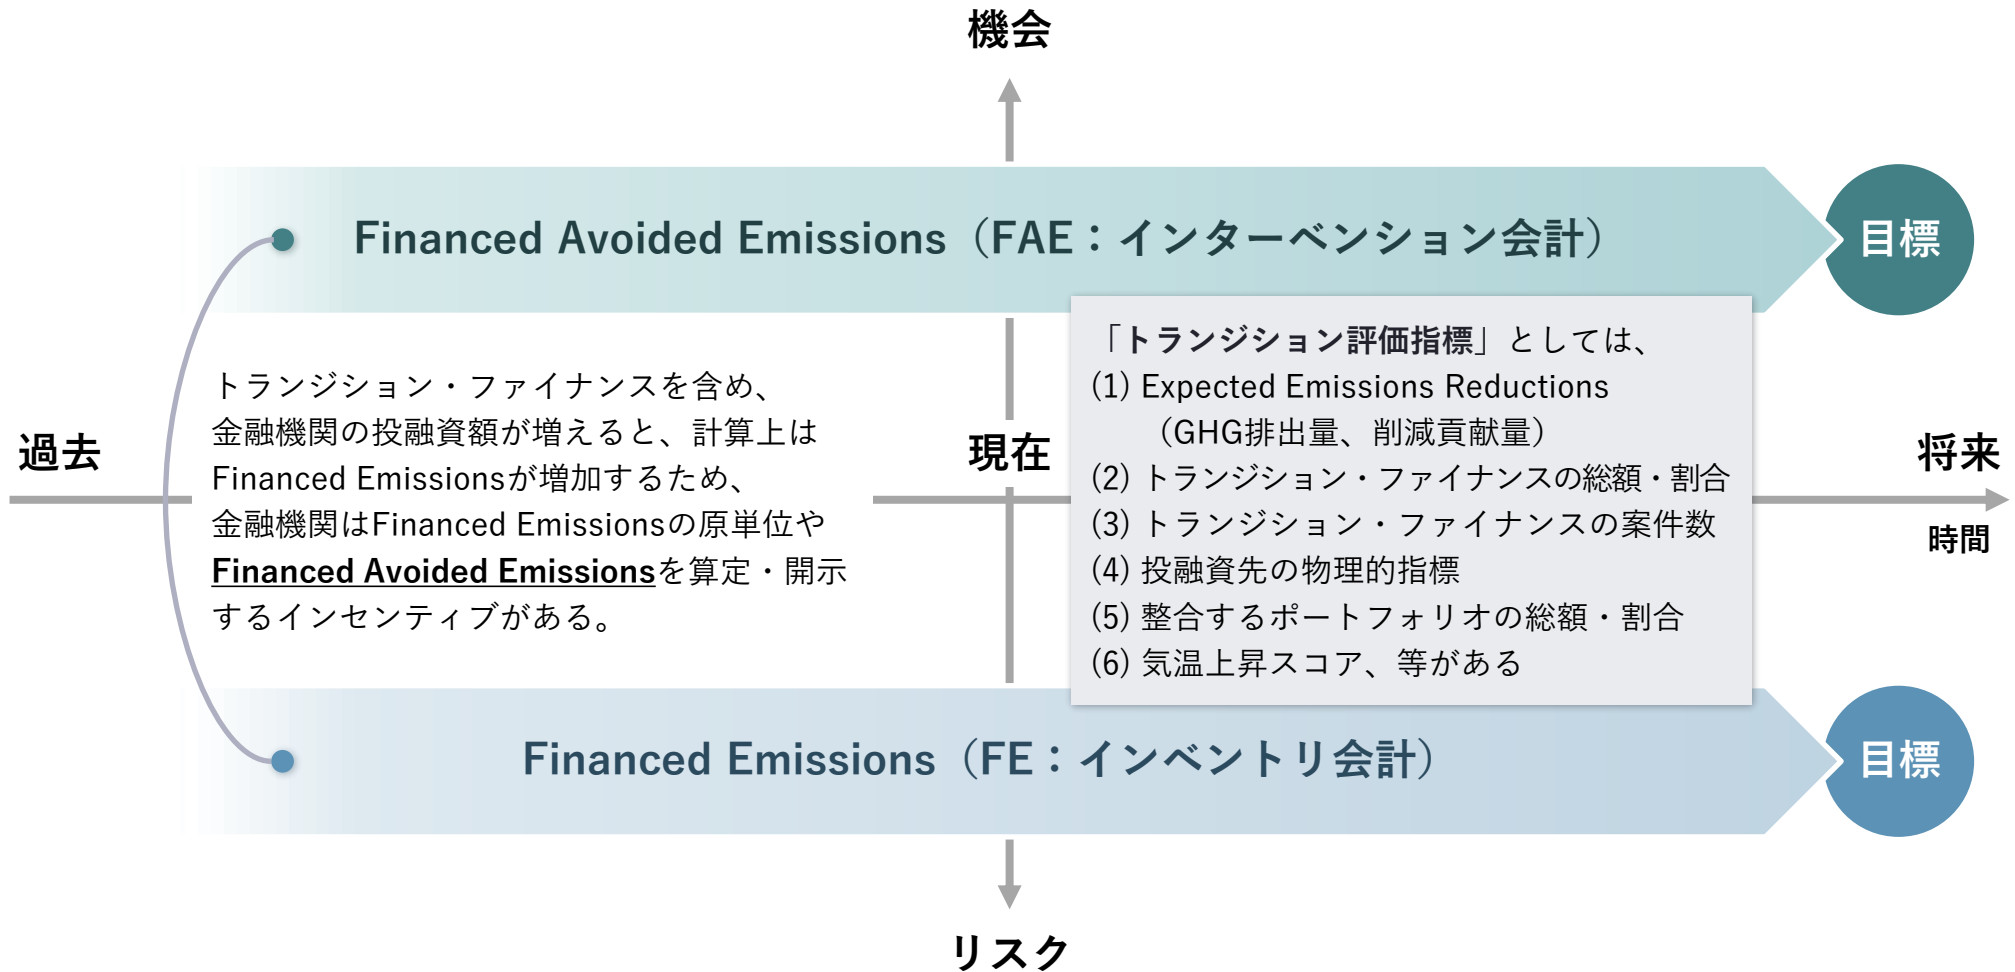 機会
Financed Avoided Emissions（FAE：インターベンション会計）
目標
過去
トランジション・ファイナンスを含め、
金融機関の投融資額が増えると、計算上は
Financed Emissionsが増加するため、
金融機関はFinanced Emissionsの原単位や
Financed Avoided Emissionsを算定・開示
するインセンティブがある。
現在
「トランジション評価指標」としては、
(1) Expected Emissions Reductions
（GHG排出量、削減貢献量）
(2) トランジション・ファイナンスの総額・割合
(3) トランジション・ファイナンスの案件数
(4) 投融資先の物理的指標
(5) 整合するポートフォリオの総額・割合
(6) 気温上昇スコア、等がある
将来
時間
Financed Emissions（FE：インベントリ会計）
目標
リスク